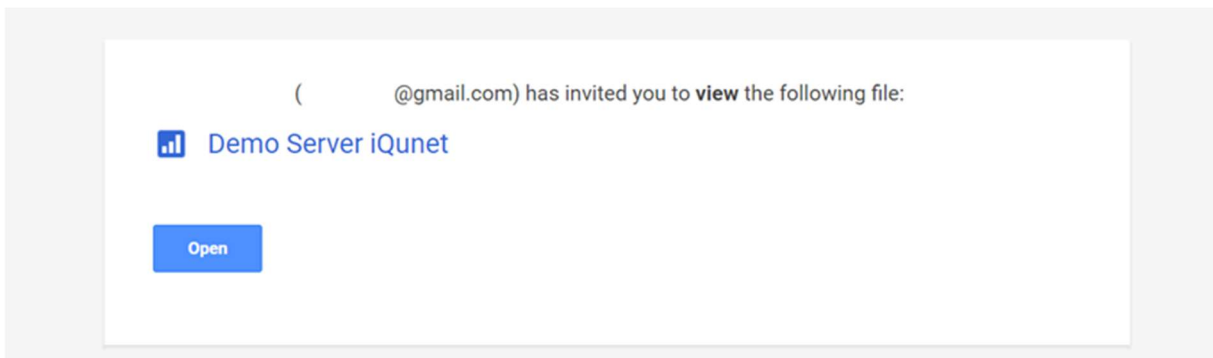 ( @gmail.com) has invited you to view the following file:
Demo Server iQunet
Open